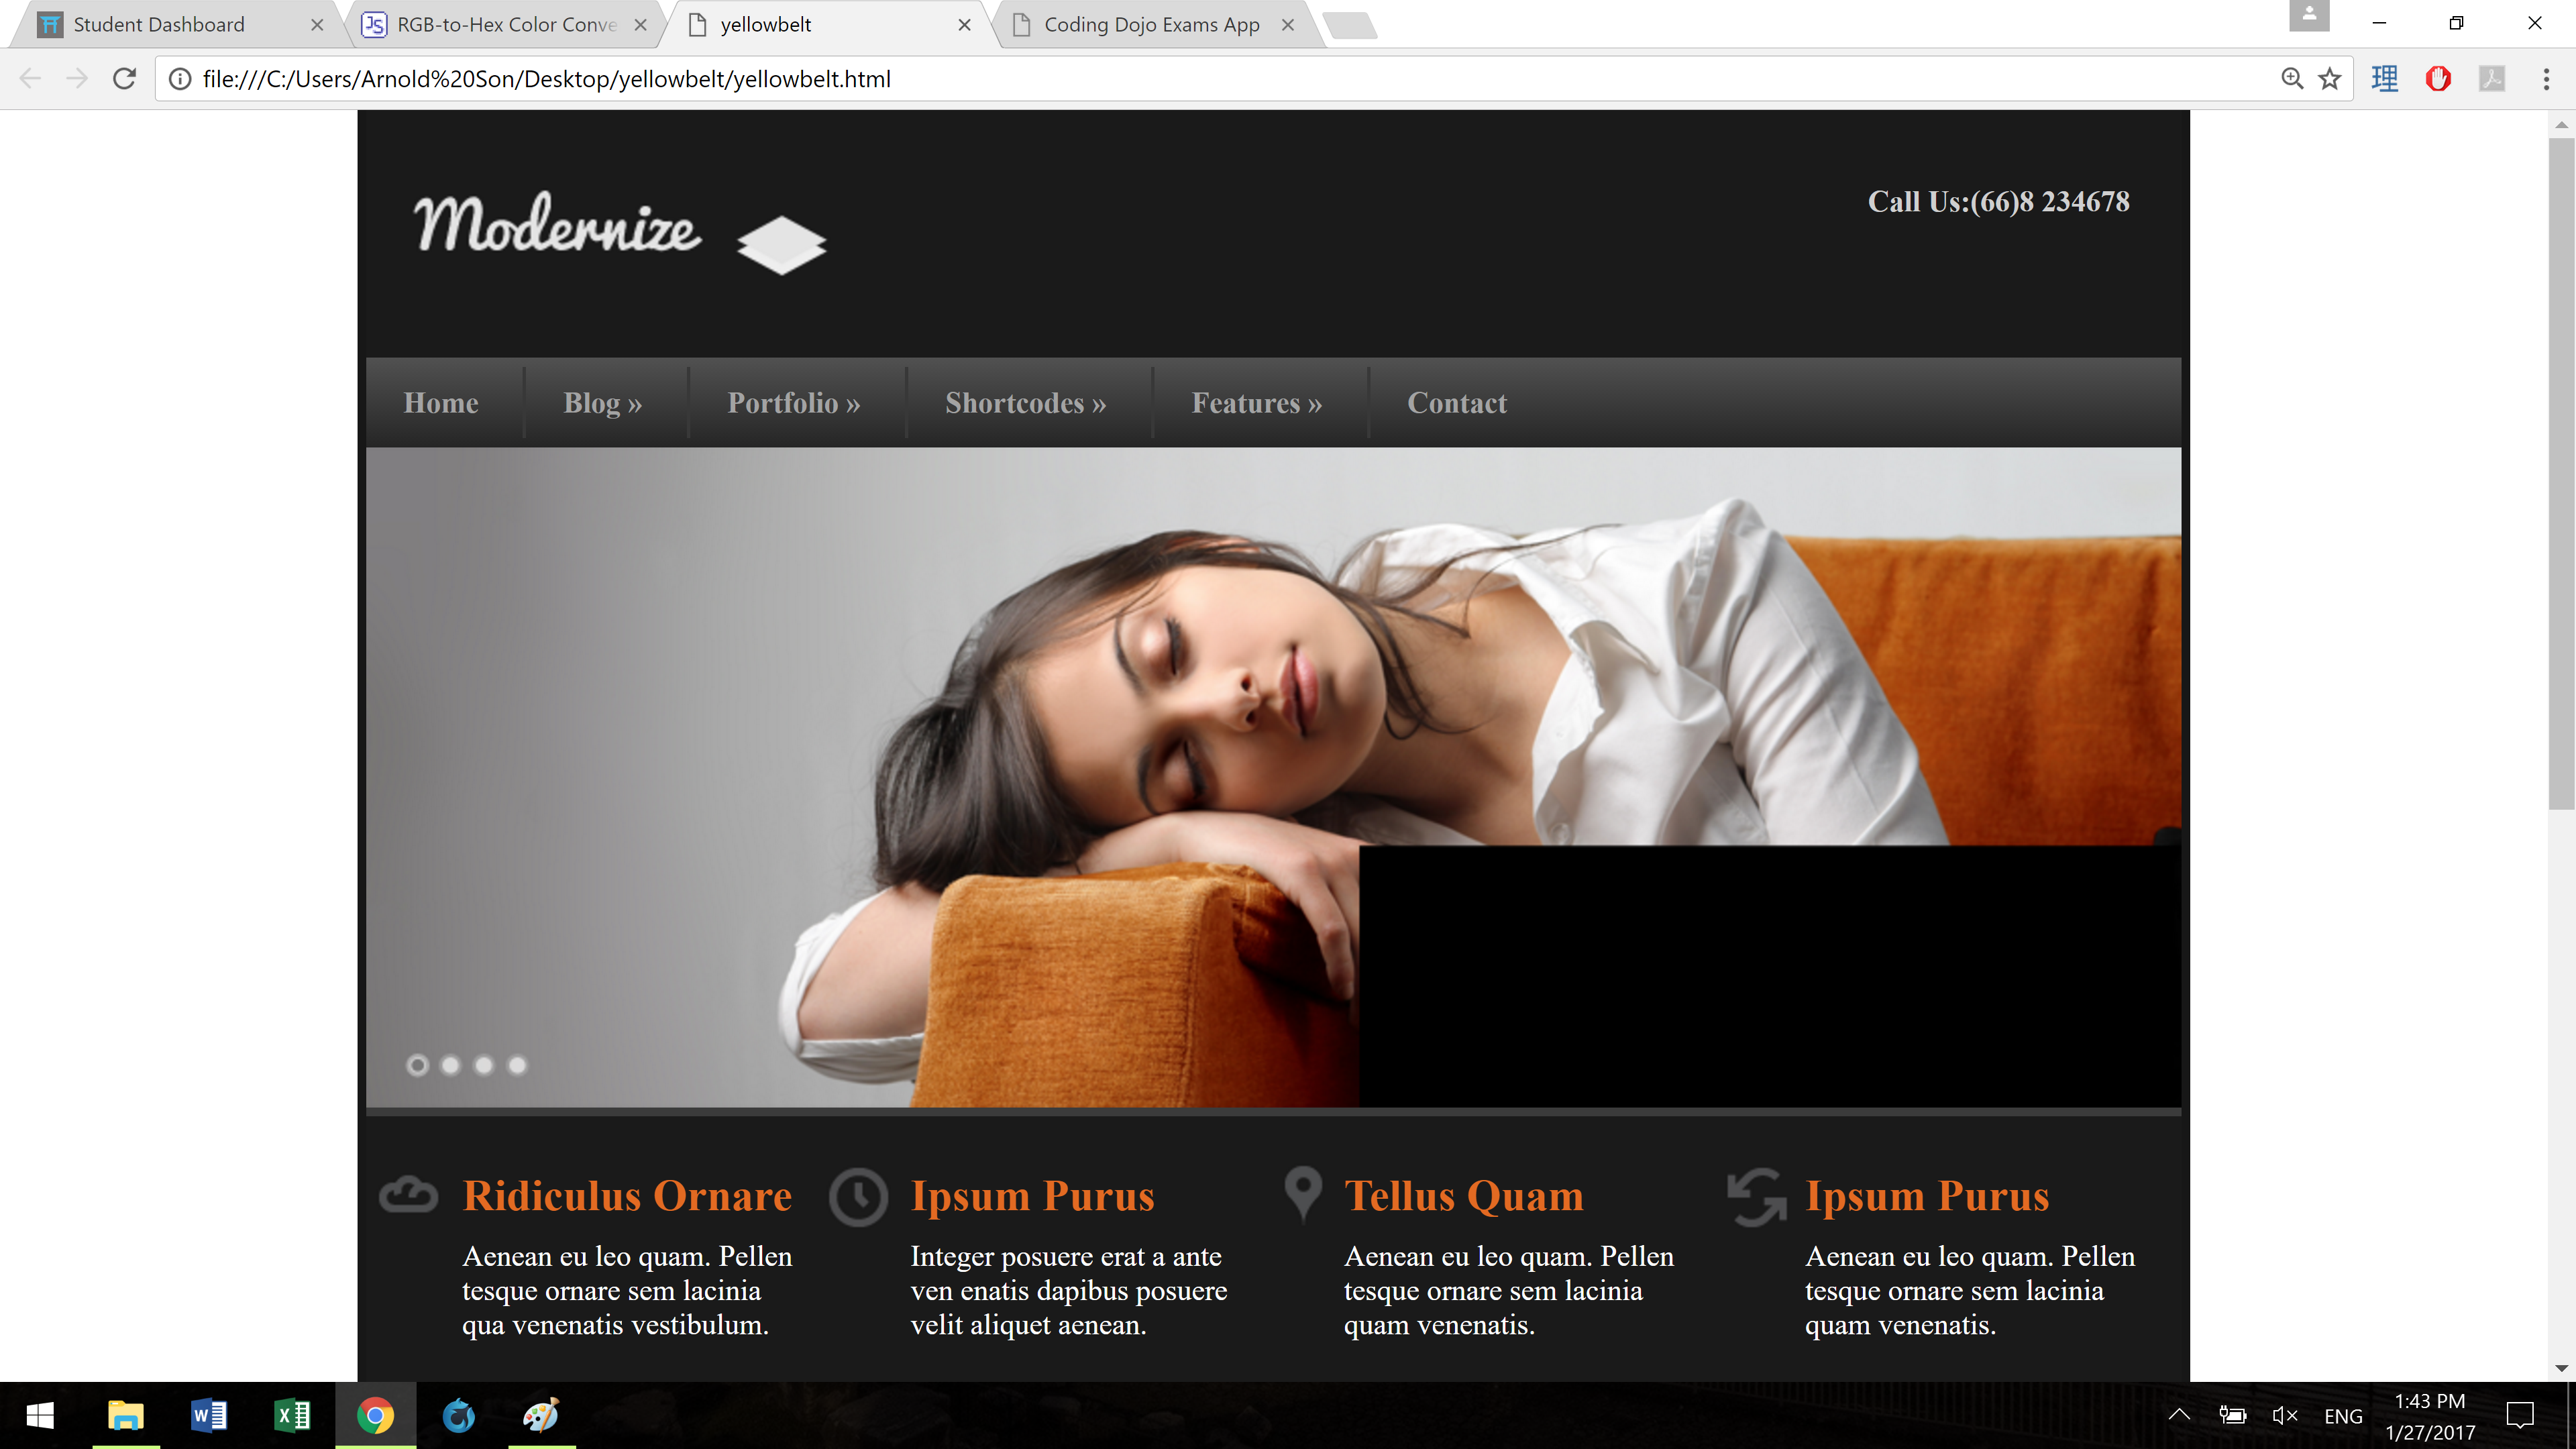 Student Dashboard
RGB-to-Hex Color Conve
yellowbelt
Coding Dojo Exams App
file:///C:/Users/Arnold%20Son/Desktop/yellowbelt/yellowbelt.html
理
Modernize
Call Us:(66)8 234678
Home
Blog »
Portfolio »
Shortcodes »
Features »
Contact
Ridiculus Ornare
Aenean eu leo quam. Pellen
tesque ornare sem lacinia
qua venenatis vestibulum.
Ipsum Purus
Integer posuere erat a ante
ven enatis dapibus posuere
velit aliquet aenean.
Tellus Quam
Aenean eu leo quam. Pellen
tesque ornare sem lacinia
quam venenatis.
Ipsum Purus
Aenean eu leo quam. Pellen
tesque ornare sem lacinia
quam venenatis.
ENG
1:43 PM
1/27/2017